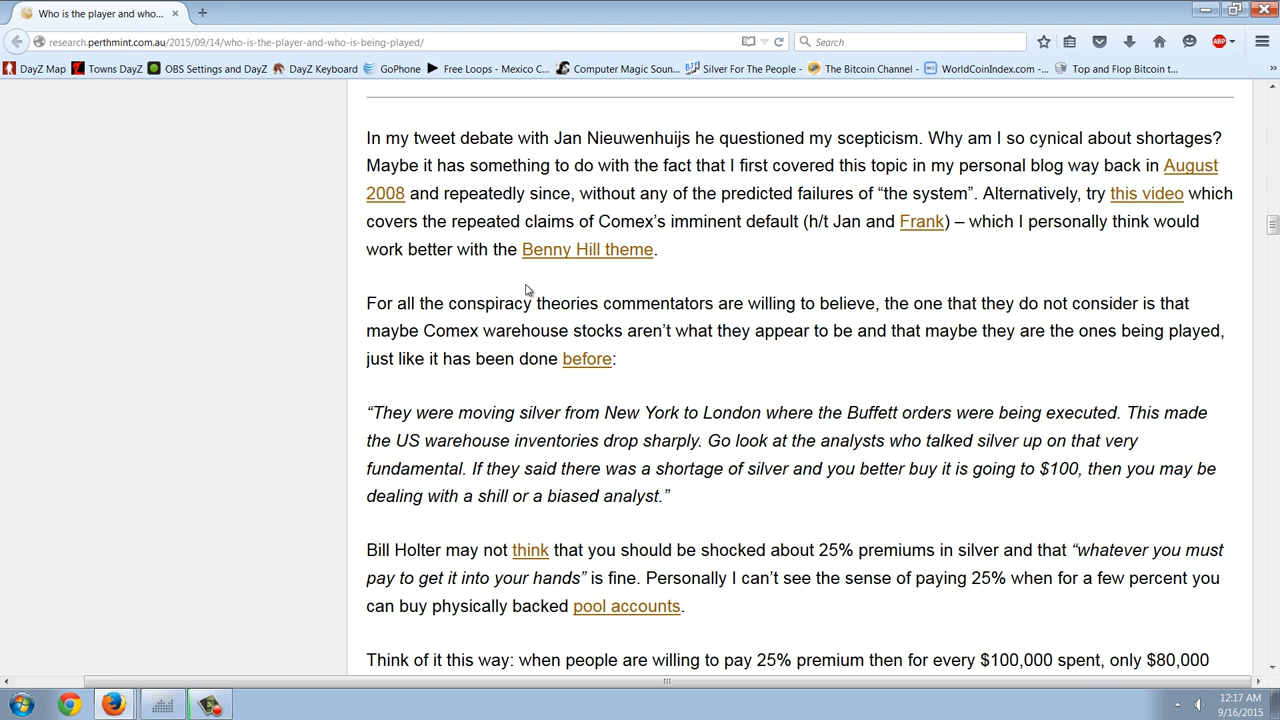 Who is the player and who...
research.perthmint.com.au/2015/09/14/who-is-the-player-and-who-is-being-played/
Search
ABP
DayZ Map Towns DayZ OBS Settings and DayZ DayZ Keyboard GoPhone Free Loops - Mexico C... Computer Magic Soun... Silver For The People - The Bitcoin Channel - WorldCoinIndex.com -... Top and Flop Bitcoin t...
In my tweet debate with Jan Nieuwenhuijs he questioned my scepticism. Why am I so cynical about shortages?
Maybe it has something to do with the fact that I first covered this topic in my personal blog way back in August
2008 and repeatedly since, without any of the predicted failures of “the system”. Alternatively, try this video which
covers the repeated claims of Comex’s imminent default (h/t Jan and Frank) – which I personally think would
work better with the Benny Hill theme.
For all the conspiracy theories commentators are willing to believe, the one that they do not consider is that
maybe Comex warehouse stocks aren’t what they appear to be and that maybe they are the ones being played,
just like it has been done before:
“They were moving silver from New York to London where the Buffett orders were being executed. This made
the US warehouse inventories drop sharply. Go look at the analysts who talked silver up on that very
fundamental. If they said there was a shortage of silver and you better buy it is going to $100, then you may be
dealing with a shill or a biased analyst.”
Bill Holter may not think that you should be shocked about 25% premiums in silver and that “whatever you must
pay to get it into your hands” is fine. Personally I can’t see the sense of paying 25% when for a few percent you
can buy physically backed pool accounts.
Think of it this way: when people are willing to pay 25% premium then for every $100,000 spent, only $80,000
12:17 AM
9/16/2015